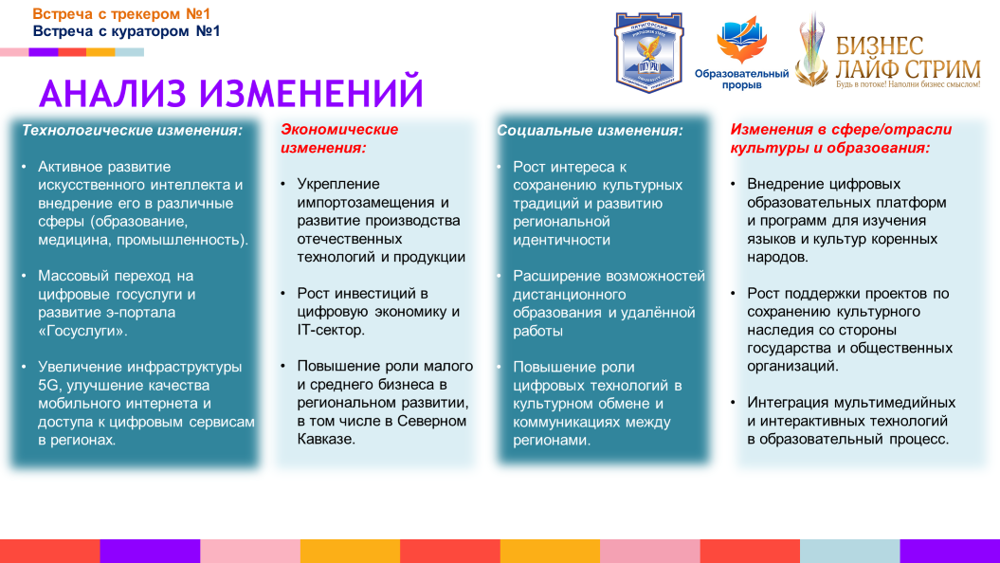 Встреча с трекером №1
Встреча с куратором №1
Образовательный
прорыв
БИЗНЕС
ЛАЙФ СТРИМ
Будь в потоке! Наполни бизнес смыслом!
АНАЛИЗ ИЗМЕНЕНИЙ
Технологические изменения:
• Активное развитие
искусственного интеллекта и
внедрение его в различные
сферы (образование,
медицина, промышленность).
• Массовый переход на
цифровые госуслуги и
развитие э-портала
«Госуслуги».
• Увеличение инфраструктуры
5G, улучшение качества
мобильного интернета и
доступа к цифровым сервисам
в регионах.
Экономические
изменения:
• Укрепление
импортозамещения и
развитие производства
отечественных
технологий и продукции
• Рост инвестиций в
цифровую экономику и
IT-сектор.
• Повышение роли малого
и среднего бизнеса в
региональном развитии,
в том числе в Северном
Кавказе.
Социальные изменения:
• Рост интереса к
сохранению культурных
традиций и развитию
региональной
идентичности
• Расширение возможностей
дистанционного
образования и удалённой
работы
• Повышение роли
цифровых технологий в
культурном обмене и
коммуникациях между
регионами.
Изменения в сфере/отрасли
культуры и образования:
• Внедрение цифровых
образовательных платформ
и программ для изучения
языков и культур коренных
народов.
• Рост поддержки проектов по
сохранению культурного
наследия со стороны
государства и общественных
организаций.
• Интеграция мультимедийных
и интерактивных технологий
в образовательный процесс.